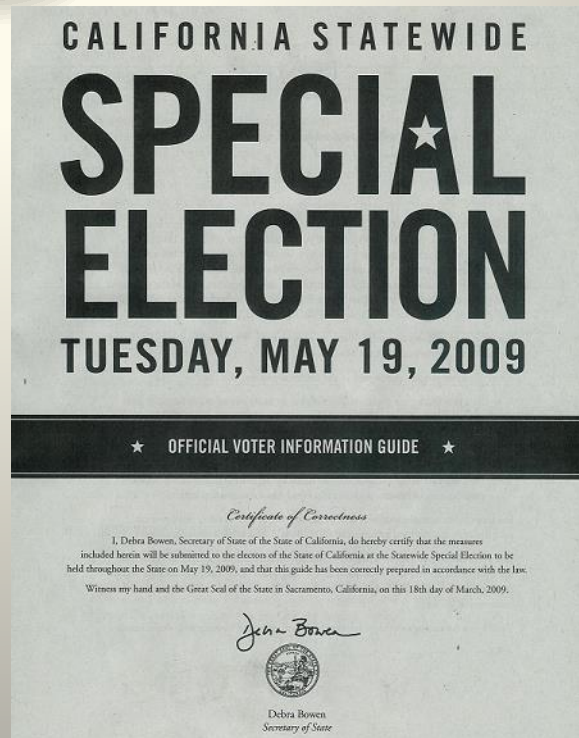 CALIFORNIA STATEWIDE
SPECIAL
ELECTION
TUESDAY, MAY 19, 2009
★ OFFICIAL VOTER INFORMATION GUIDE ★
Certificate of Correctness
I, Debra Bowen, Secretary of State of the State of California, do hereby certify that the measures
included herein will be submitted to the electors of the State of California at the Statewide Special Election to be
held throughout the State on May 19, 2009, and that this guide has been correctly prepared in accordance with the law.
Witness my hand and the Great Seal of the State in Sacramento, California, on this 18th day of March, 2009.
Debra Bowen
Debra Bowen
Secretary of State